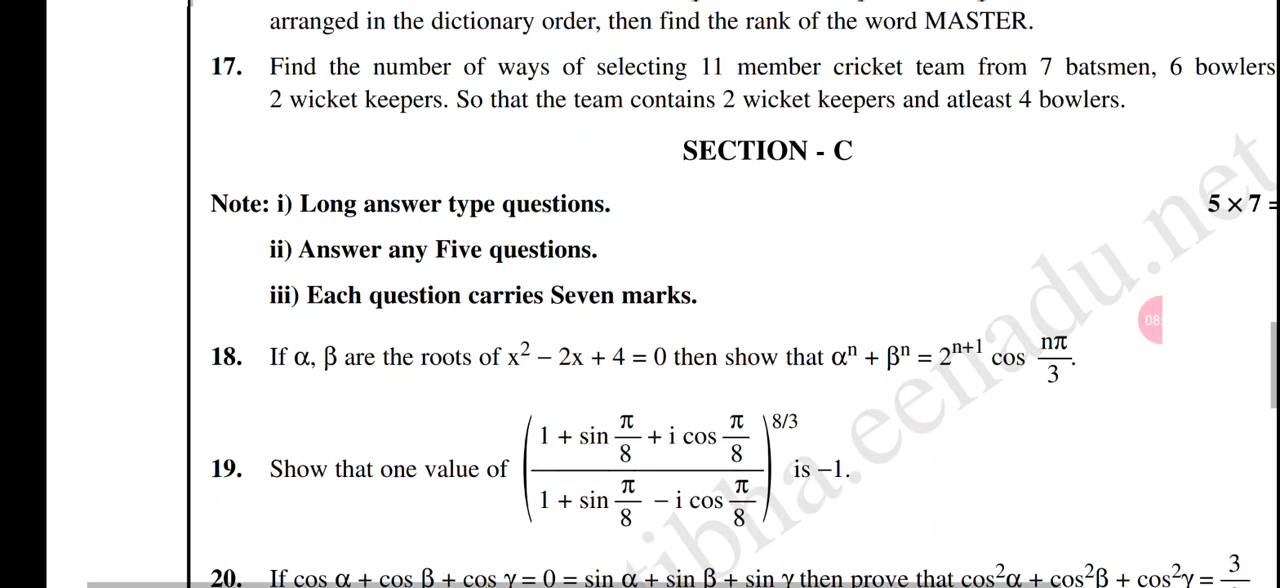 arranged in the dictionary order, then find the rank of the word MASTER.
17. Find the number of ways of selecting 11 member cricket team from 7 batsmen, 6 bowlers
2 wicket keepers. So that the team contains 2 wicket keepers and atleast 4 bowlers.
SECTION - C
Note: i) Long answer type questions. 5 × 7 =
ii) Answer any Five questions.
iii) Each question carries Seven marks.
08
18. If α, β are the roots of x² – 2x + 4 = 0 then show that αⁿ + βⁿ = 2ⁿ⁺¹ cos nπ/3.
19. Show that one value of ((1 + sin π/8 + i cos π/8)/(1 + sin π/8 – i cos π/8))^8/3 is –1.
20. If cos α + cos β + cos γ = 0 = sin α + sin β + sin γ then prove that cos²α + cos²β + cos²γ = 3
tibha.eenadu.net